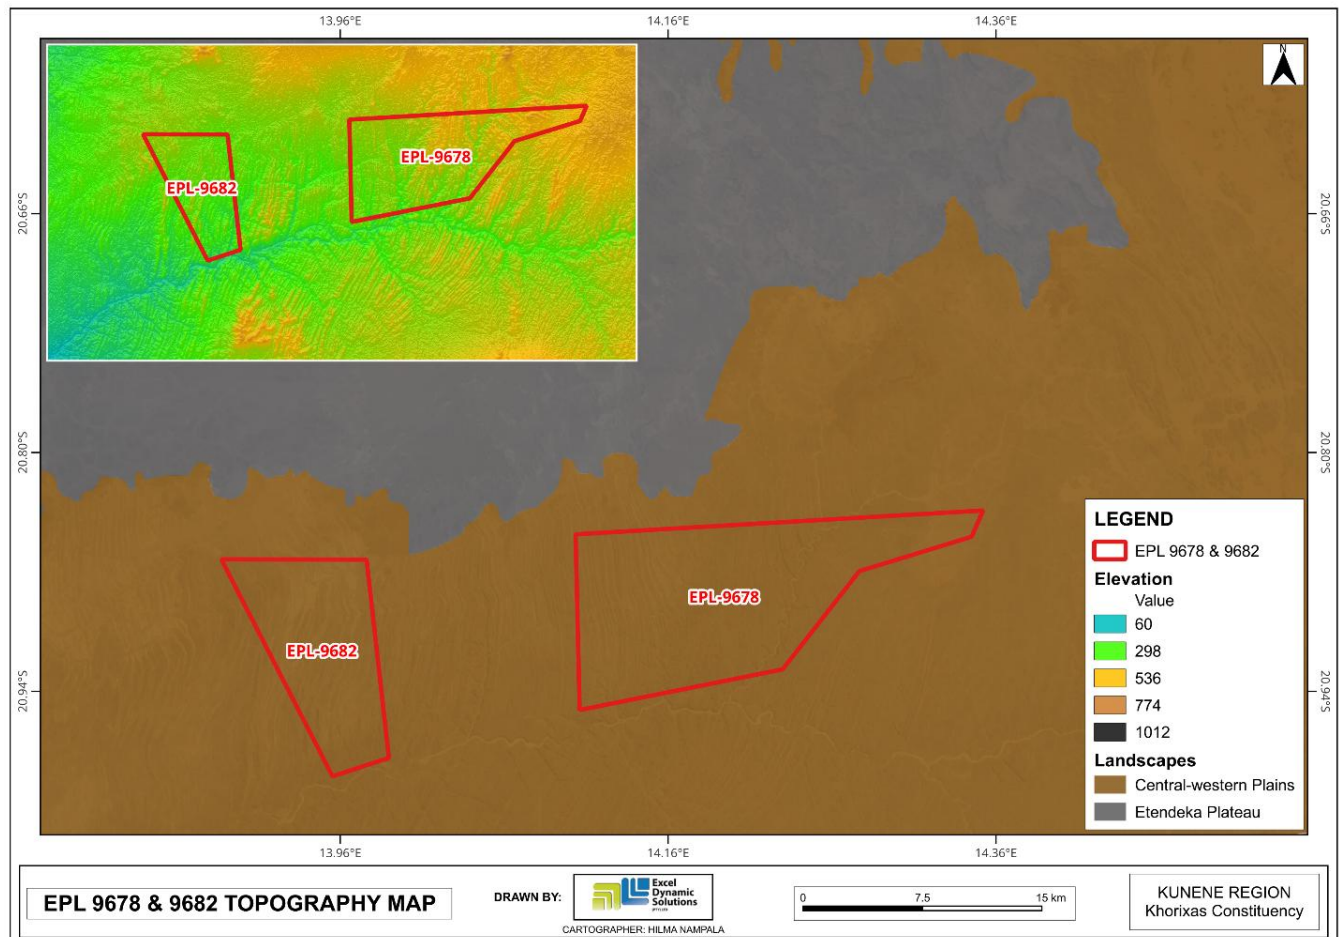 13.96°E
14.16°E
14.36°E
N
EPL-9678
EPL-9682
20.66°S
20.66°S
20.80°S
20.80°S
LEGEND
EPL 9678 & 9682
Elevation
Value
60
298
536
774
1012
Landscapes
Central-western Plains
Etendeka Plateau
EPL-9678
EPL-9682
20.94°S
20.94°S
13.96°E
14.16°E
14.36°E
EPL 9678 & 9682 TOPOGRAPHY MAP
DRAWN BY:
Excel
Dynamic
Solutions
CARTOGRAPHER: HILMA NAMPALA
0
7.5
15 km
KUNENE REGION
Khorixas Constituency